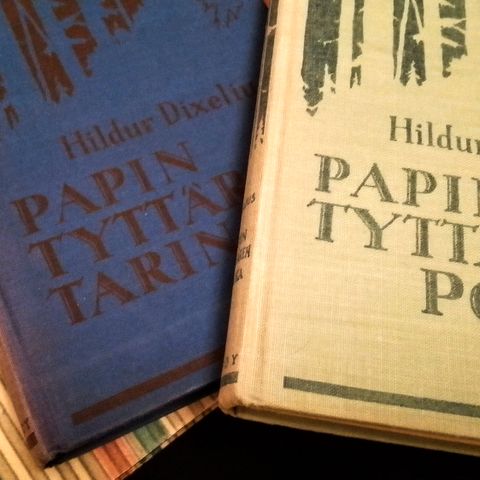 Hildur Dixeliu
PAPIN
TYTTÄR
TARIN
Hildur
PAPI
TYTTÄ
PO